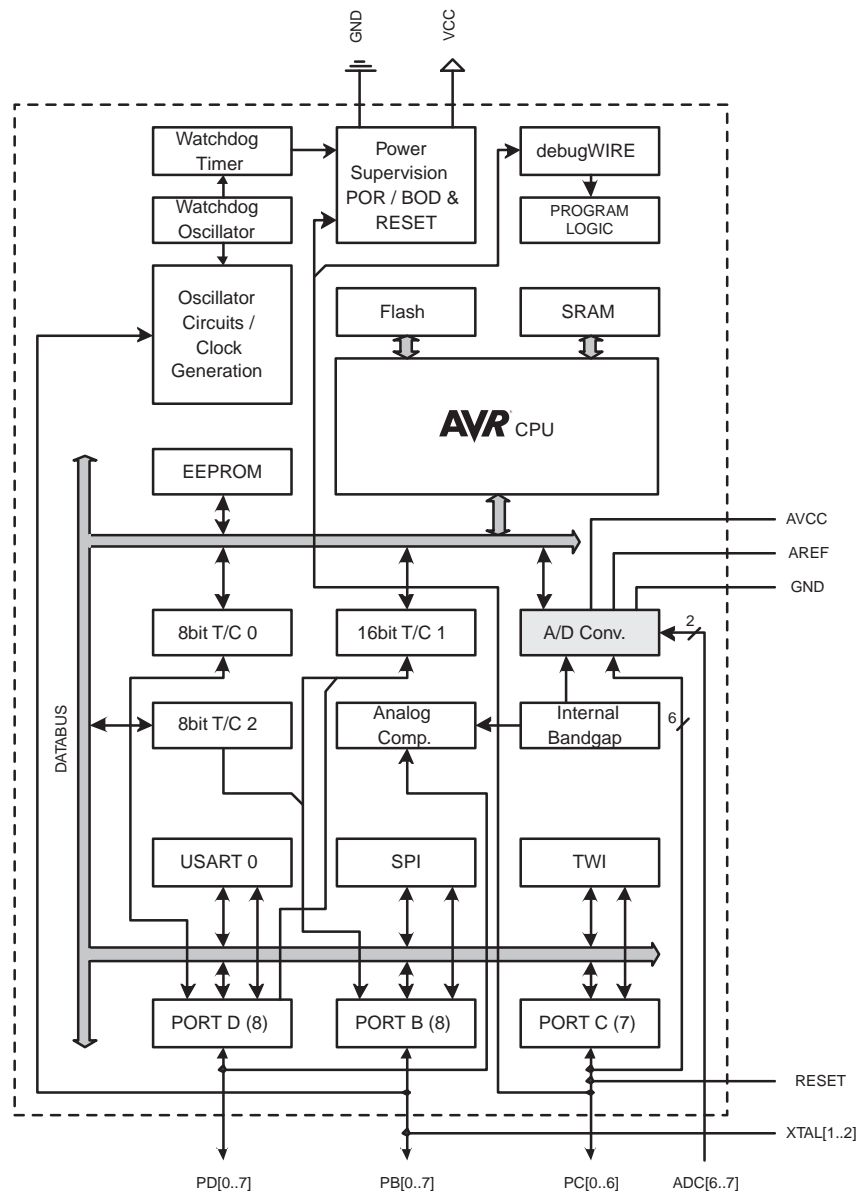 GND
VCC
Watchdog
Timer
Power
Supervision
POR / BOD &
RESET
debugWIRE
Watchdog
Oscillator
PROGRAM
LOGIC
Oscillator
Circuits /
Clock
Generation
Flash
SRAM
AVR CPU
EEPROM
AVCC
AREF
GND
8bit T/C 0
16bit T/C 1
A/D Conv.
2
DATABUS
8bit T/C 2
Analog
Comp.
Internal
Bandgap
6
USART 0
SPI
TWI
PORT D (8)
PORT B (8)
PORT C (7)
RESET
XTAL[1..2]
PD[0..7]
PB[0..7]
PC[0..6]
ADC[6..7]